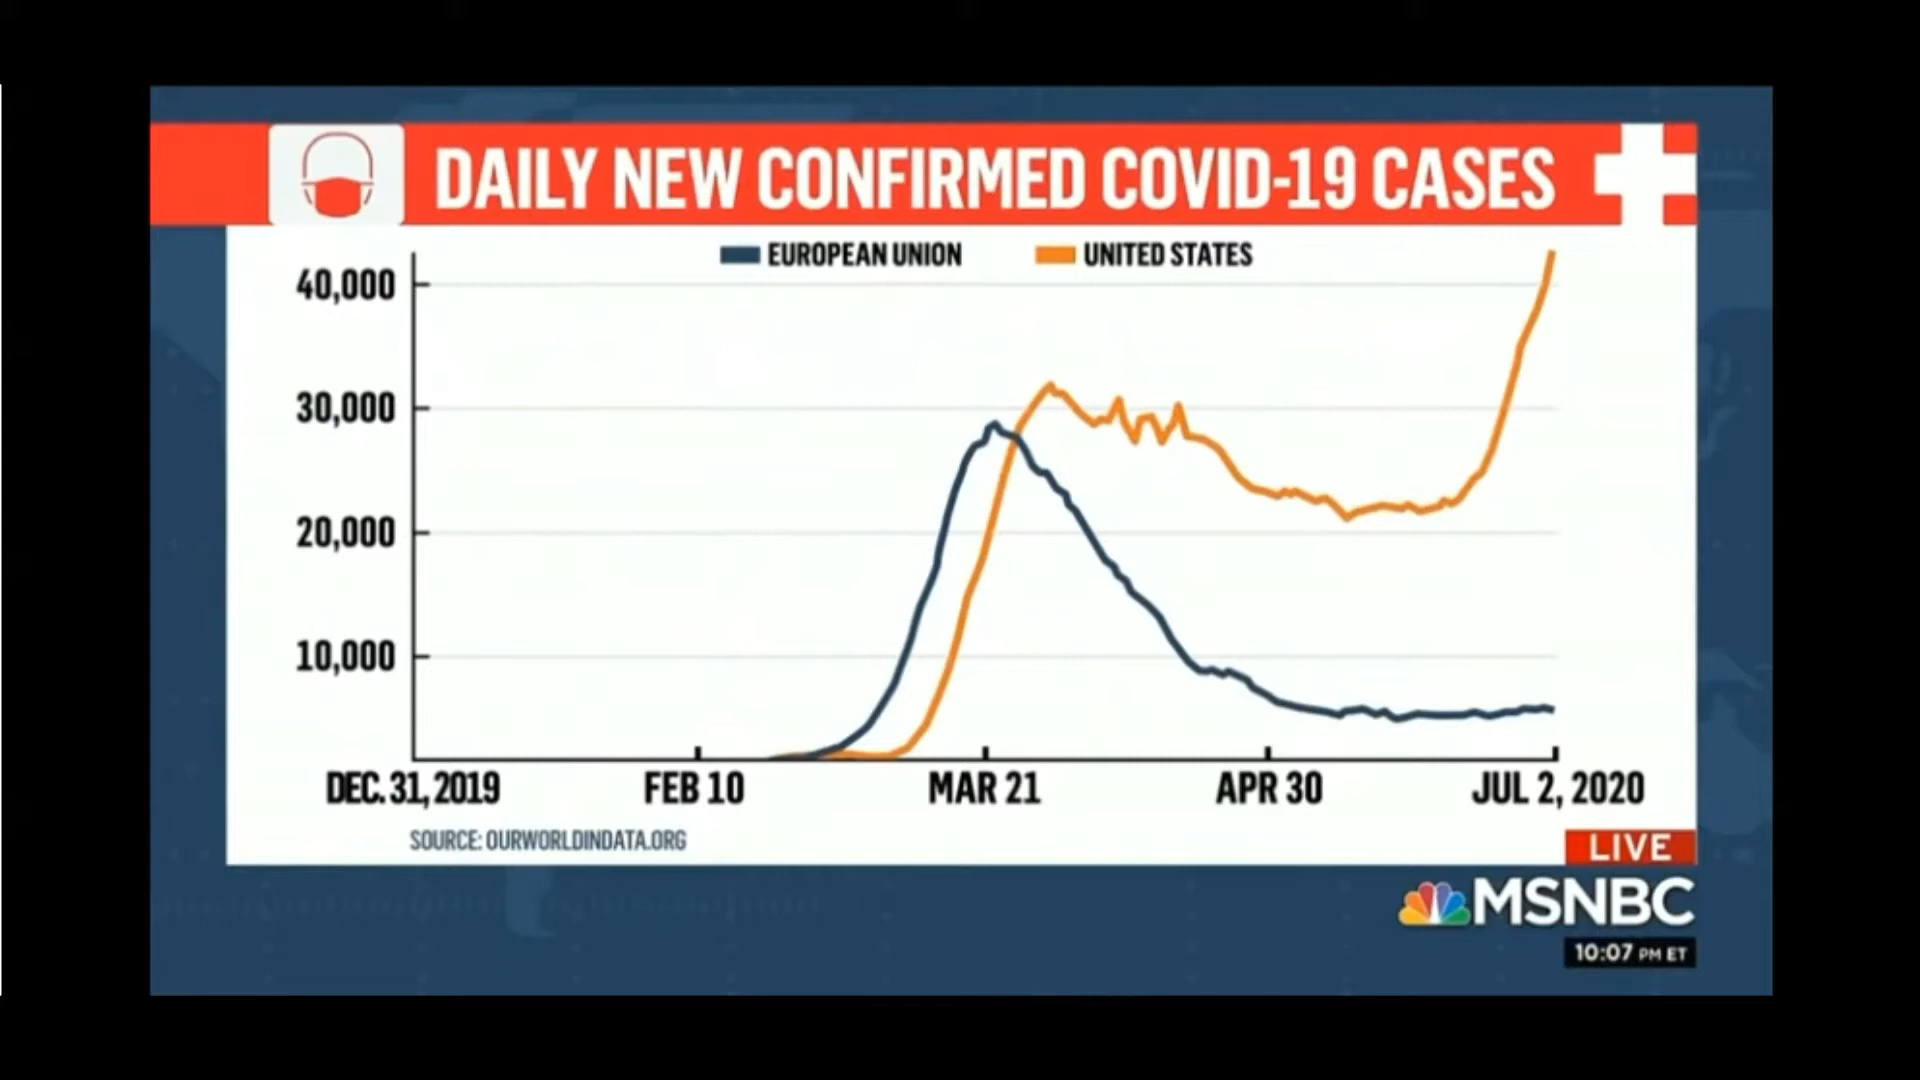 DAILY NEW CONFIRMED COVID-19 CASES
EUROPEAN UNION
UNITED STATES
40,000
30,000
20,000
10,000
DEC. 31, 2019
FEB 10
MAR 21
APR 30
JUL 2, 2020
SOURCE: OURWORLDINDATA.ORG
LIVE
MSNBC
10:07 PM ET